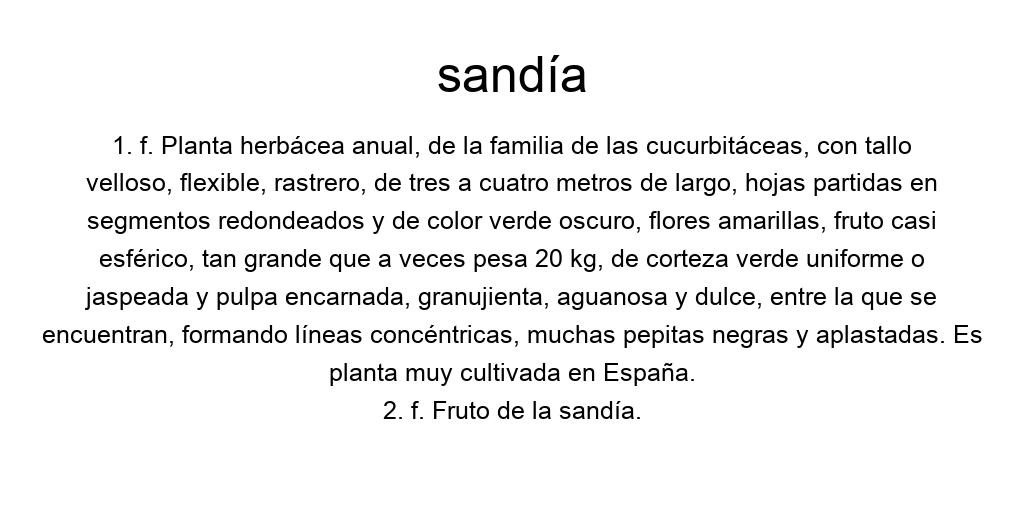 sandía
1. f. Planta herbácea anual, de la familia de las cucurbitáceas, con tallo
velloso, flexible, rastrero, de tres a cuatro metros de largo, hojas partidas en
segmentos redondeados y de color verde oscuro, flores amarillas, fruto casi
esférico, tan grande que a veces pesa 20 kg, de corteza verde uniforme o
jaspeada y pulpa encarnada, granujienta, aguanosa y dulce, entre la que se
encuentran, formando líneas concéntricas, muchas pepitas negras y aplastadas. Es
planta muy cultivada en España.
2. f. Fruto de la sandía.